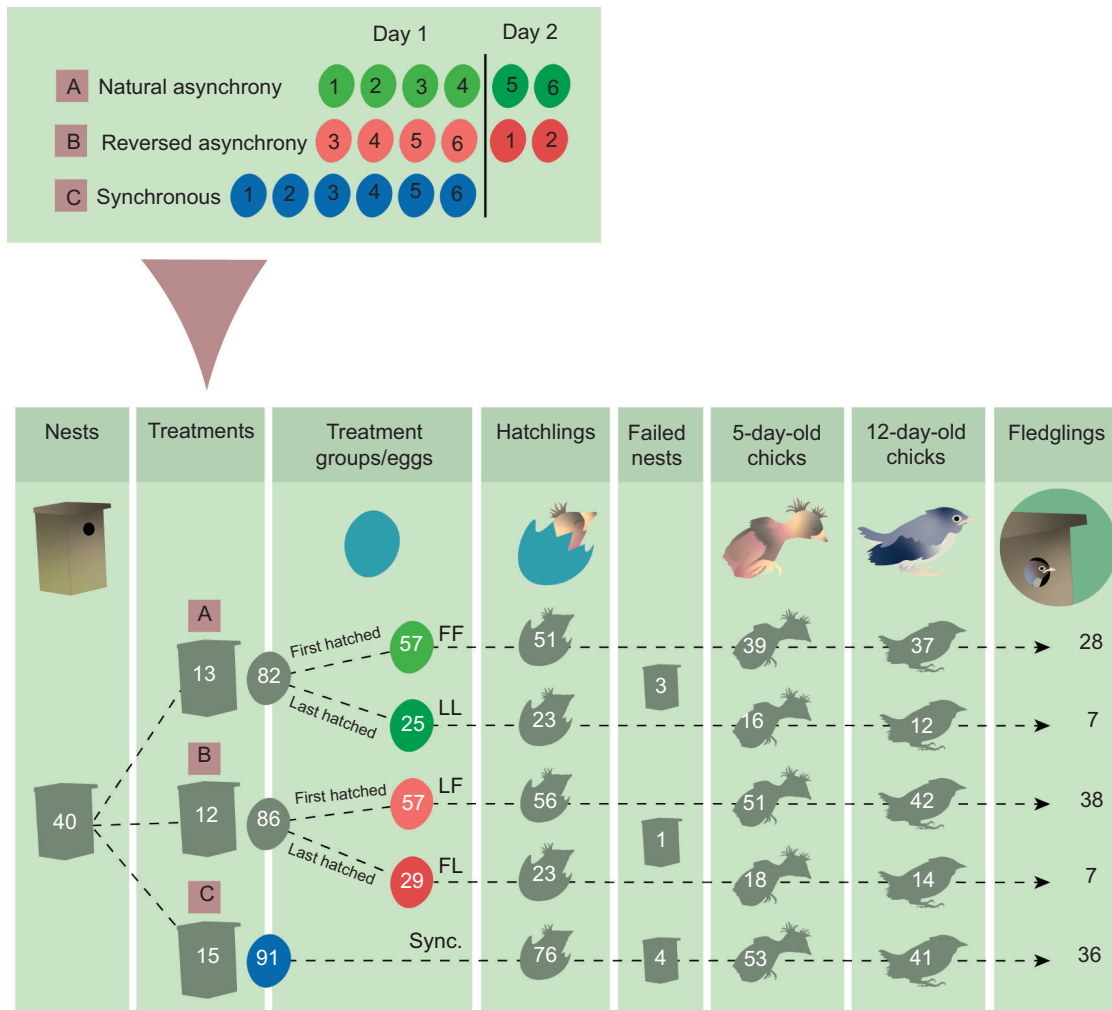 Day 1 Day 2
A Natural asynchrony 1 2 3 4 5 6
B Reversed asynchrony 3 4 5 6 1 2
C Synchronous 1 2 3 4 5 6
Nests Treatments Treatment groups/eggs Hatchlings Failed nests 5-day-old chicks 12-day-old chicks Fledglings
A
First hatched 57 FF 51 39 37 28
13 82
3
Last hatched 25 LL 23 16 12 7
B
First hatched 57 LF 56 51 42 38
40 12 86
1
Last hatched 29 FL 23 18 14 7
C
15 91 Sync. 76 4 53 41 36